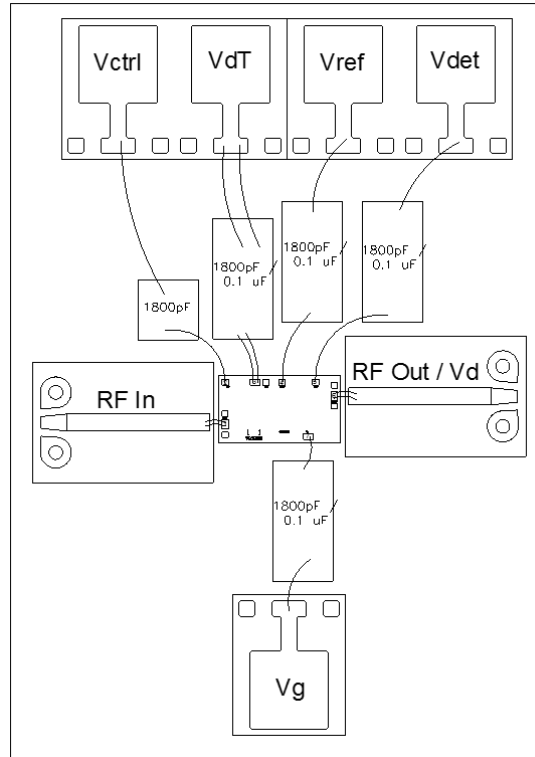 Vctrl
VdT
Vref
Vdet
1800pF
1800pF
0.1 uF
1800pF
0.1 uF
1800pF
0.1 uF
RF In
RF Out / Vd
1800pF
0.1 uF
Vg